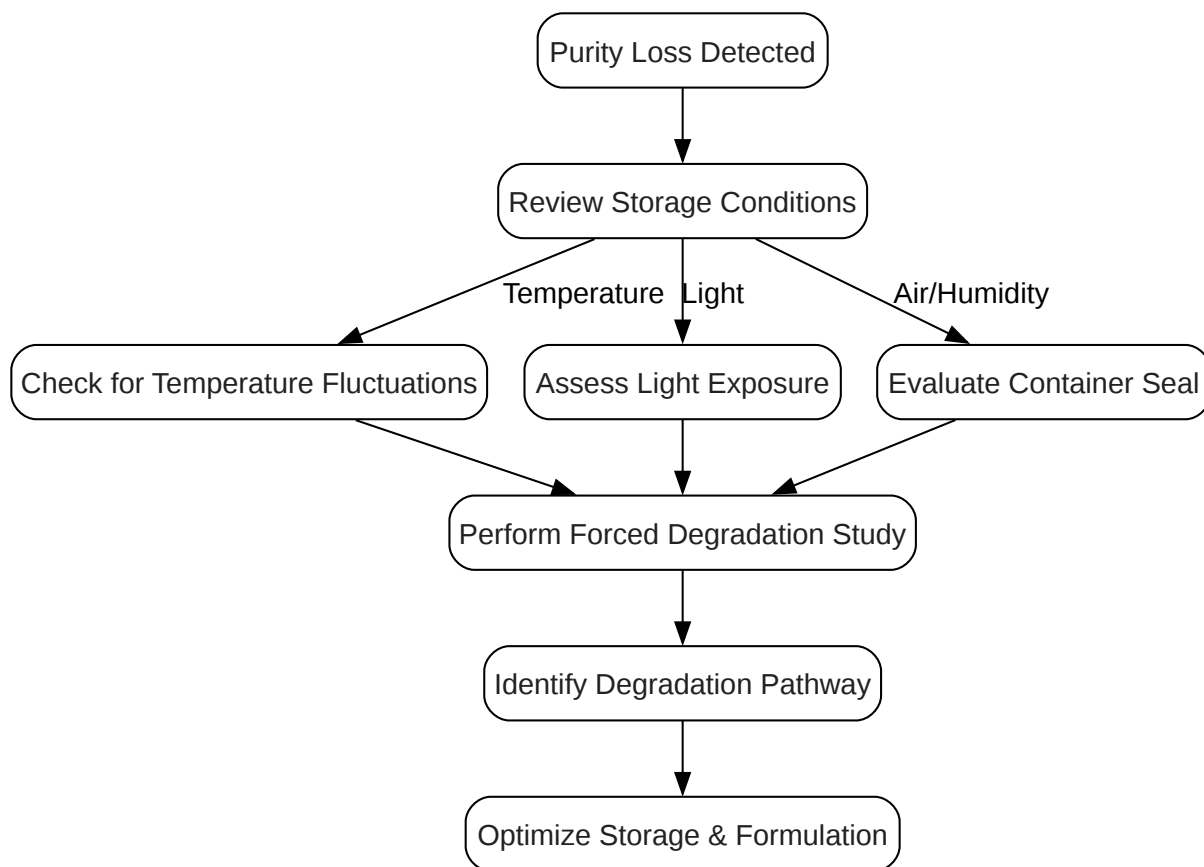 Purity Loss Detected
Review Storage Conditions
Temperature
Light
Air/Humidity
Check for Temperature Fluctuations
Assess Light Exposure
Evaluate Container Seal
Perform Forced Degradation Study
Identify Degradation Pathway
Optimize Storage & Formulation